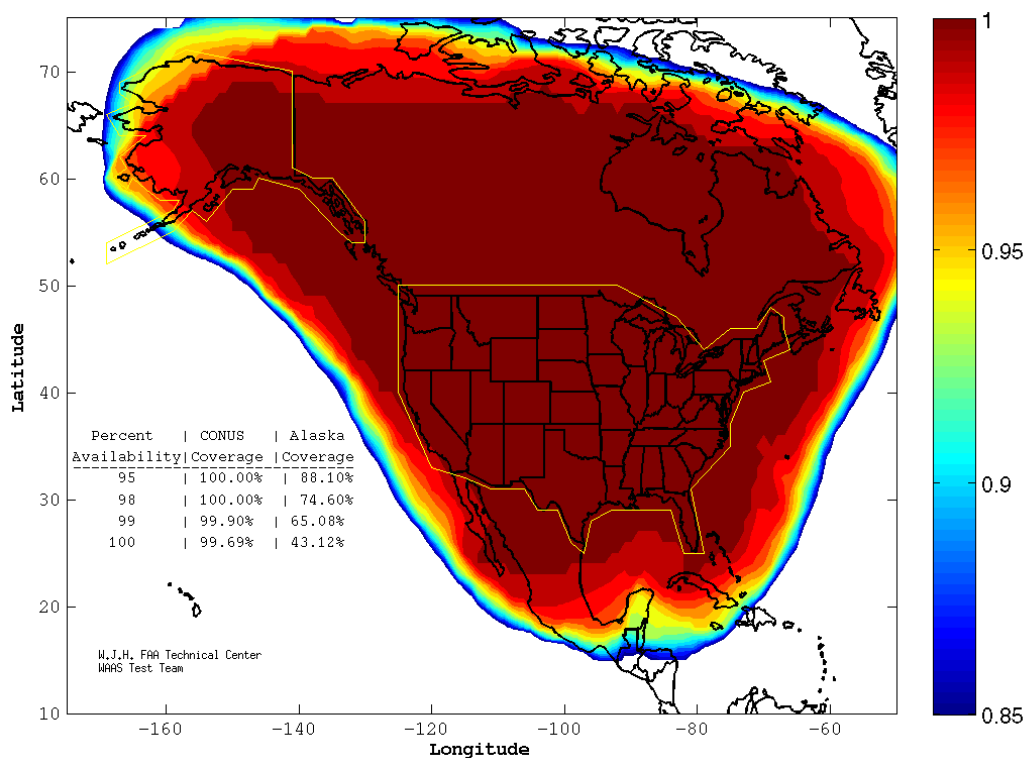 70
60
50
40
30
20
10
Latitude
Percent | CONUS | Alaska
Availability|Coverage |Coverage
95 | 100.00% | 88.10%
98 | 100.00% | 74.60%
99 | 99.90% | 65.08%
100 | 99.69% | 43.12%
W.J.H. FAA Technical Center
WAAS Test Team
-160 -140 -120 -100 -80 -60
Longitude
1
0.95
0.9
0.85